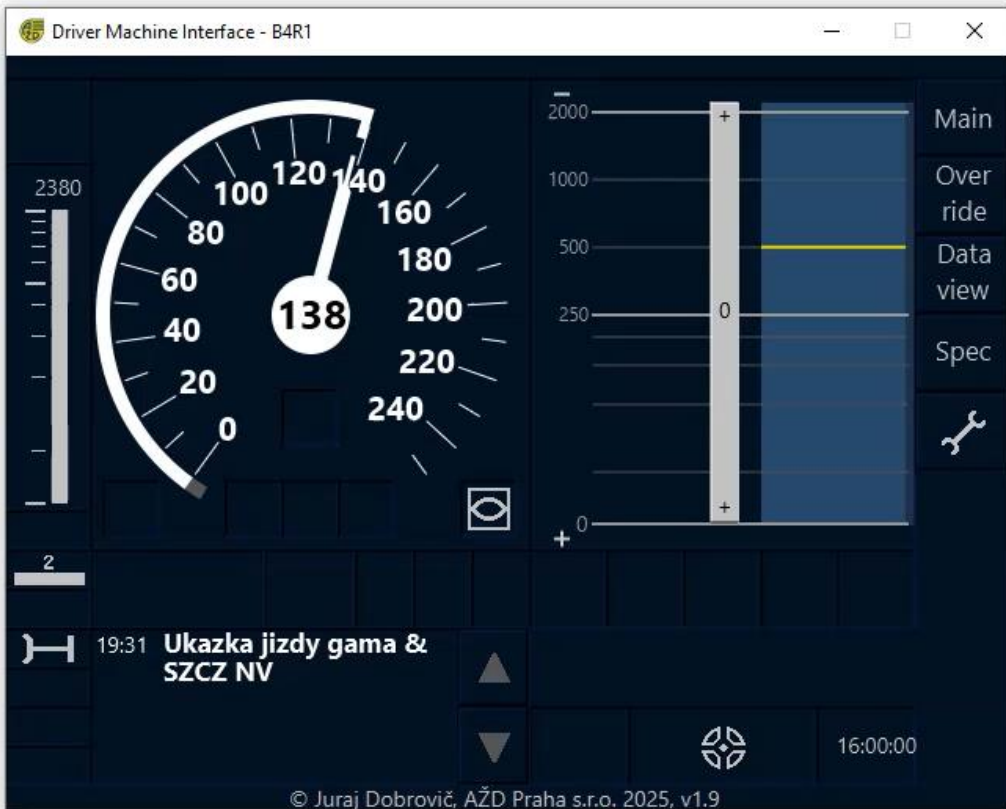 Driver Machine Interface - B4R1
2380
0
20
40
60
80
100
120
140
160
180
200
220
240
138
2000
1000
500
250
0
+
0
+
Main
Over
ride
Data
view
Spec
2
19:31 Ukazka jizdy gama &
SZCZ NV
16:00:00
© Juraj Dobrovič, AŽD Praha s.r.o. 2025, v1.9